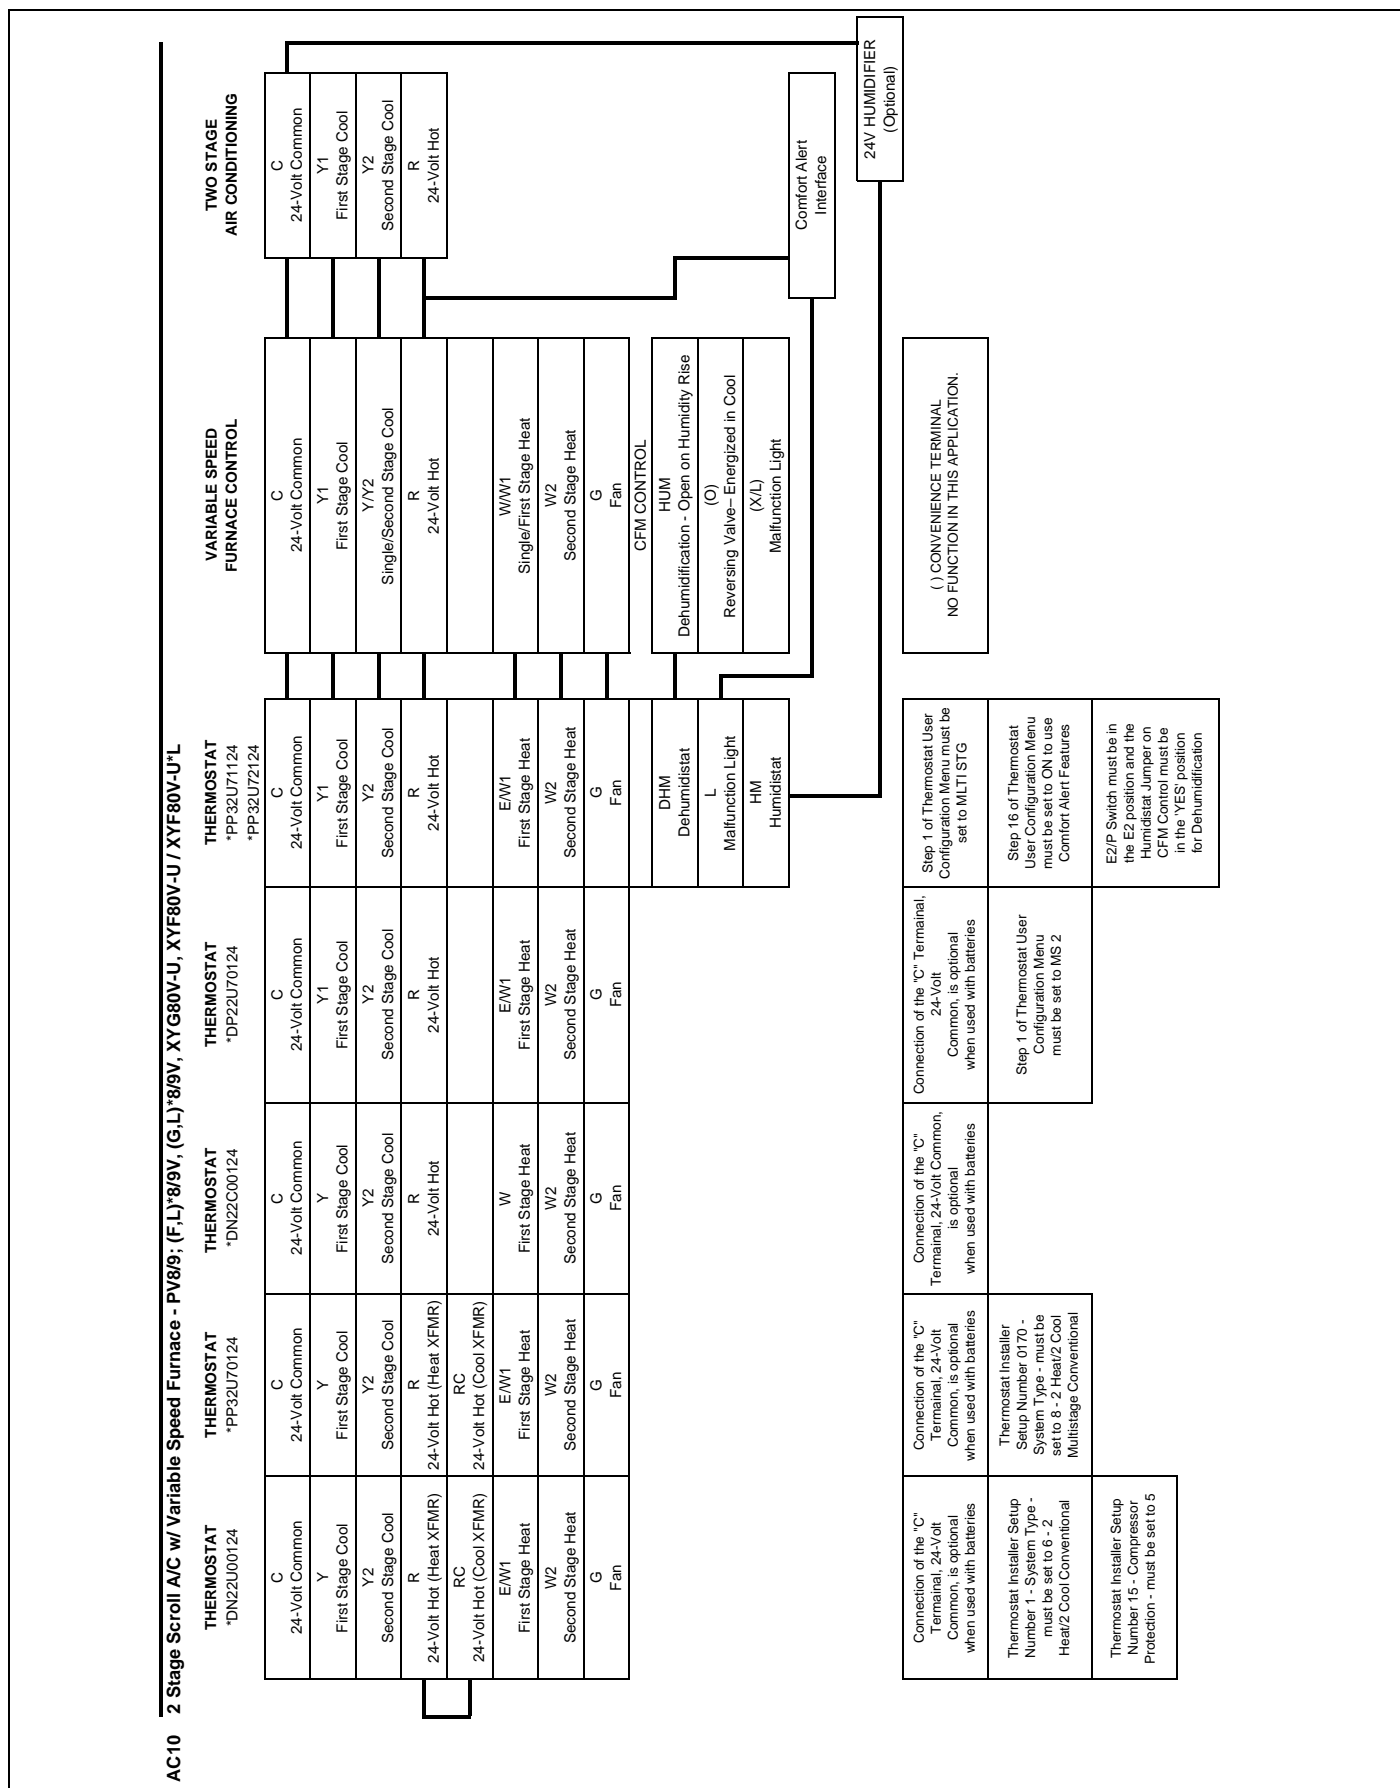 AC10 2 Stage Scroll A/C w/ Variable Speed Furnace - PV8/9; (F,L)*8/9V, (G,L)*8/9V, XYG80V-U, XYF80V-U / XYF80V-U*L
THERMOSTAT
*DN22U00124
C
24-Volt Common
Y
First Stage Cool
Y2
Second Stage Cool
R
24-Volt Hot (Heat XFMR)
RC
24-Volt Hot (Cool XFMR)
E/W1
First Stage Heat
W2
Second Stage Heat
G
Fan
Connection of the "C"
Termainal, 24-Volt
Common, is optional
when used with batteries
Thermostat Installer Setup
Number 1 - System Type -
must be set to 6 - 2
Heat/2 Cool Conventional
Thermostat Installer Setup
Number 15 - Compressor
Protection - must be set to 5
THERMOSTAT
*PP32U70124
C
24-Volt Common
Y
First Stage Cool
Y2
Second Stage Cool
R
24-Volt Hot (Heat XFMR)
RC
24-Volt Hot (Cool XFMR)
E/W1
First Stage Heat
W2
Second Stage Heat
G
Fan
Connection of the "C"
Termainal, 24-Volt
Common, is optional
when used with batteries
Thermostat Installer
Setup Number 0170 -
System Type - must be
set to 8 - 2 Heat/2 Cool
Multistage Conventional
THERMOSTAT
*DN22C00124
C
24-Volt Common
Y
First Stage Cool
Y2
Second Stage Cool
R
24-Volt Hot
W
First Stage Heat
W2
Second Stage Heat
G
Fan
Connection of the "C"
Termainal, 24-Volt Common,
is optional
when used with batteries
THERMOSTAT
*DP22U70124
C
24-Volt Common
Y1
First Stage Cool
Y2
Second Stage Cool
R
24-Volt Hot
E/W1
First Stage Heat
W2
Second Stage Heat
G
Fan
Connection of the "C" Termainal,
24-Volt
Common, is optional
when used with batteries
Step 1 of Thermostat User
Configuration Menu
must be set to MS 2
THERMOSTAT
*PP32U71124
*PP32U72124
C
24-Volt Common
Y1
First Stage Cool
Y2
Second Stage Cool
R
24-Volt Hot
E/W1
First Stage Heat
W2
Second Stage Heat
G
Fan
DHM
Dehumidistat
L
Malfunction Light
HM
Humidistat
Step 1 of Thermostat User
Configuration Menu must be
set to MLTI STG
Step 16 of Thermostat
User Configuration Menu
must be set to ON to use
Comfort Alert Features
E2/P Switch must be in
the E2 position and the
Humidistat Jumper on
CFM Control must be
in the 'YES' position
for Dehumidification
VARIABLE SPEED
FURNACE CONTROL
C
24-Volt Common
Y1
First Stage Cool
Y/Y2
Single/Second Stage Cool
R
24-Volt Hot
W/W1
Single/First Stage Heat
W2
Second Stage Heat
G
Fan
CFM CONTROL
HUM
Dehumidification - Open on Humidity Rise
(O)
Reversing Valve– Energized in Cool
(X/L)
Malfunction Light
( ) CONVENIENCE TERMINAL
NO FUNCTION IN THIS APPLICATION.
TWO STAGE
AIR CONDITIONING
C
24-Volt Common
Y1
First Stage Cool
Y2
Second Stage Cool
R
24-Volt Hot
Comfort Alert
Interface
24V HUMIDIFIER
(Optional)